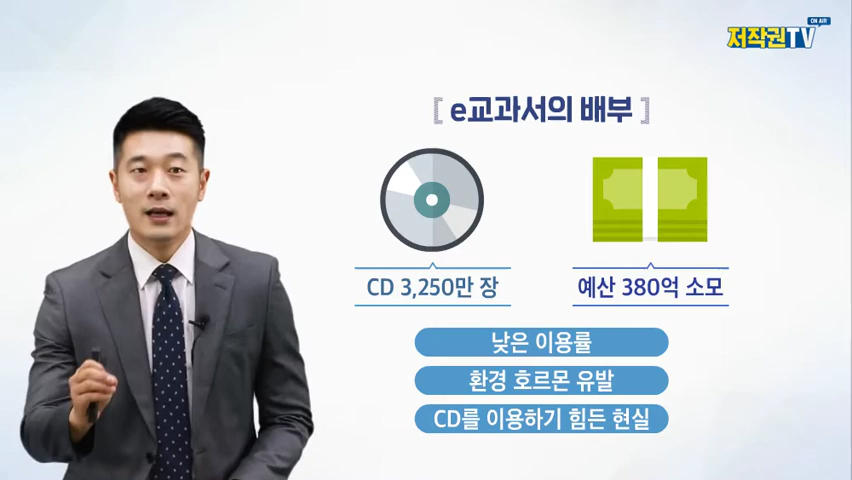 ON AIR
저작권TV
[ e교과서의 배부 ]
CD 3,250만 장
예산 380억 소모
낮은 이용률
환경 호르몬 유발
CD를 이용하기 힘든 현실